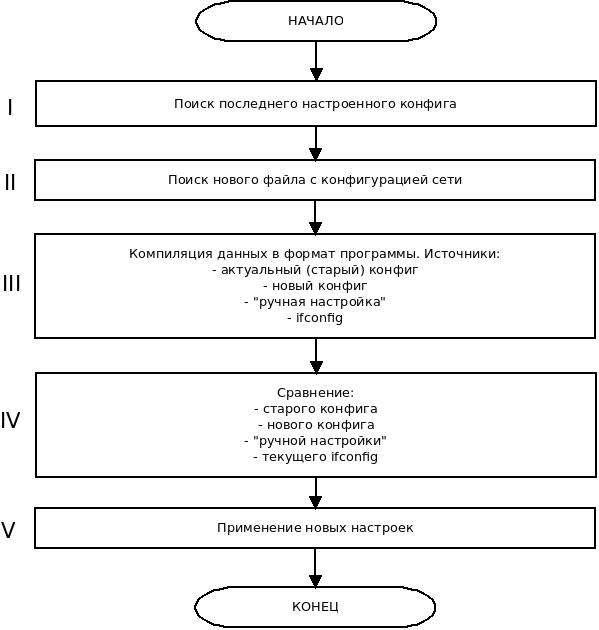 НАЧАЛО
I
Поиск последнего настроенного конфига
II
Поиск нового файла с конфигурацией сети
III
Компиляция данных в формат программы. Источники:
- актуальный (старый) конфиг
- новый конфиг
- "ручная настройка"
- ifconfig
IV
Сравнение:
- старого конфига
- нового конфига
- "ручной настройки"
- текущего ifconfig
V
Применение новых настроек
КОНЕЦ